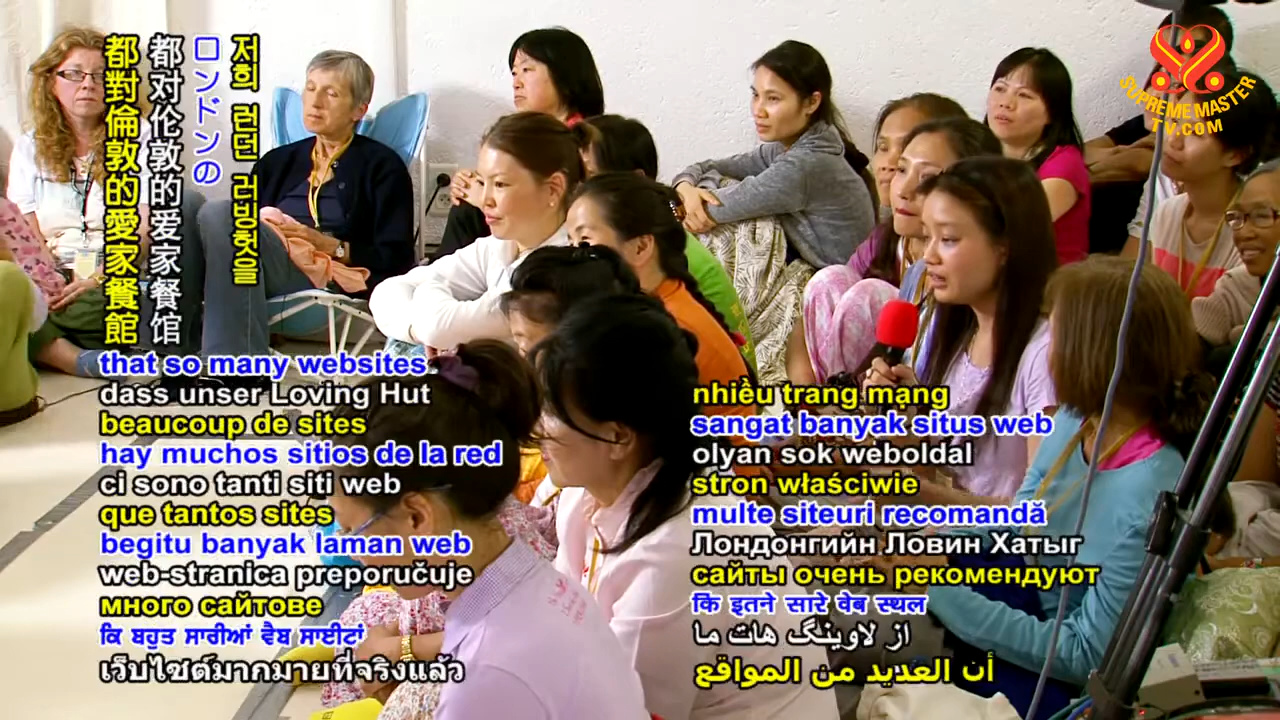 都對倫敦的愛家餐館
都对伦敦的爱家餐馆
ロンドンの
저희 런던 러빙헛을
that so many websites
dass unser Loving Hut
beaucoup de sites
hay muchos sitios de la red
ci sono tanti siti web
que tantos sites
begitu banyak laman web
web-stranica preporučuje
много сайтове
ਕਿ ਬਹੁਤ ਸਾਰੀਆਂ ਵੈਬ ਸਾਈਟਾਂ
เว็บไซต์มากมายที่จริงแล้ว
nhiều trang mạng
sangat banyak situs web
olyan sok weboldal
stron właściwie
multe siteuri recomandă
Лондонгийн Ловин Хатыг
сайты очень рекомендуют
कि इतने सारे वेब स्थल
از لاوینگ هات ما
أن العديد من المواقع
SUPREME MASTER
TV.COM